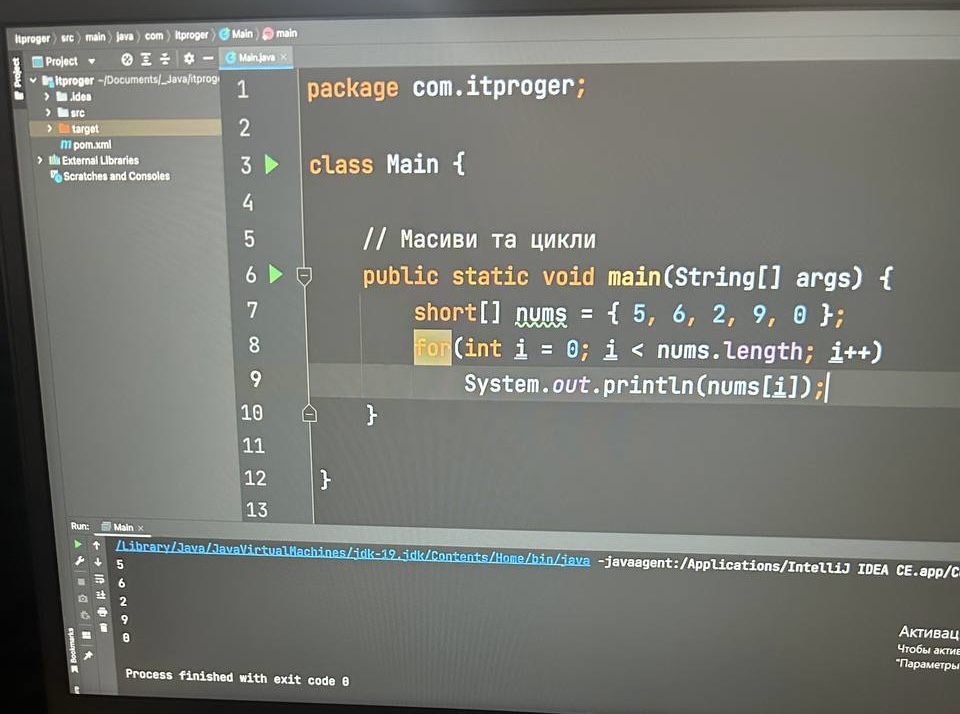 itproger > src > main > java > com > itproger > Main > main
Project
Project
Main.java ×
itproger ~/Documents/_Java/itprog
.idea
src
target
pom.xml
External Libraries
Scratches and Consoles
1 package com.itproger;
2
3 class Main {
4
5 // Масиви та цикли
6 public static void main(String[] args) {
7 short[] nums = { 5, 6, 2, 9, 0 };
8 for(int i = 0; i < nums.length; i++)
9 System.out.println(nums[i]);
10 }
11
12 }
13
Run: Main ×
/Library/Java/JavaVirtualMachines/jdk-19.jdk/Contents/Home/bin/java -javaagent:/Applications/IntelliJ IDEA CE.app/C
5
6
2
9
0
Process finished with exit code 0
Bookmarks
Активац
Чтобы актив
"Параметры